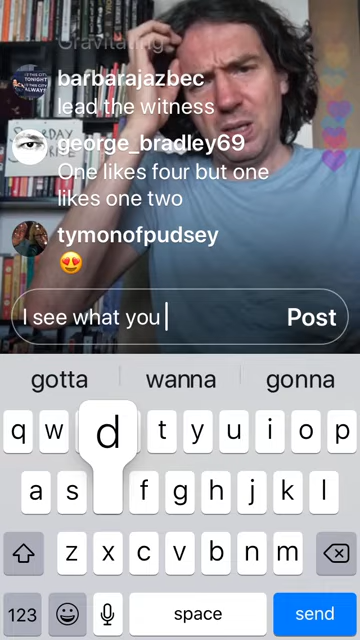 Gravitating
barbarajazbec
lead the witness
george_bradley69
One likes four but one
likes one two
tymonofpudsey
I see what you
Post
gotta wanna gonna
q w d t y u i o p
a s f g h j k l
z x c v b n m
123 space send